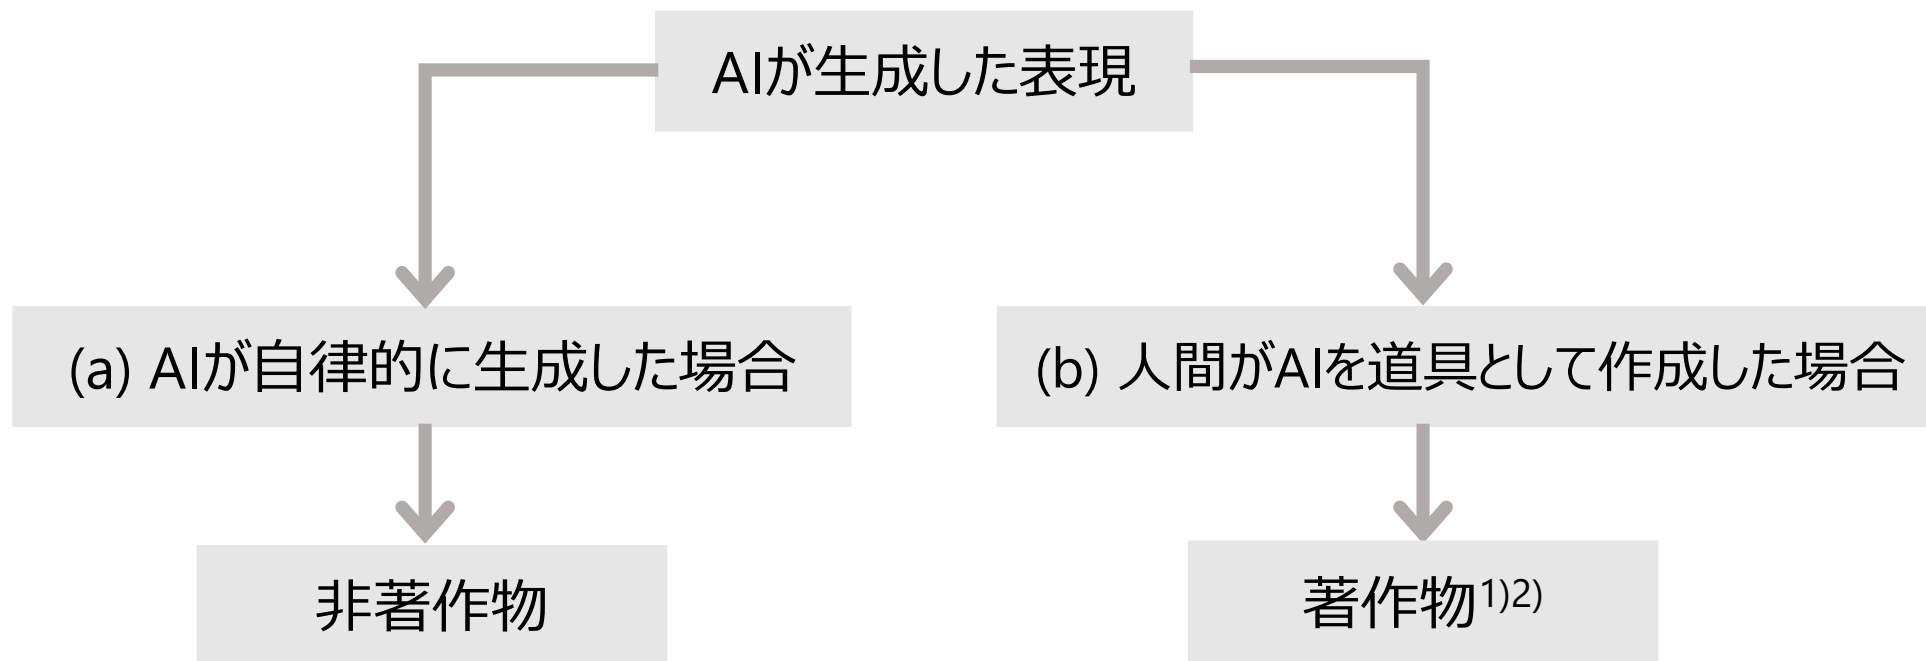 AIが生成した表現
(a) AIが自律的に生成した場合
(b) 人間がAIを道具として作成した場合
非著作物
著作物1)2)